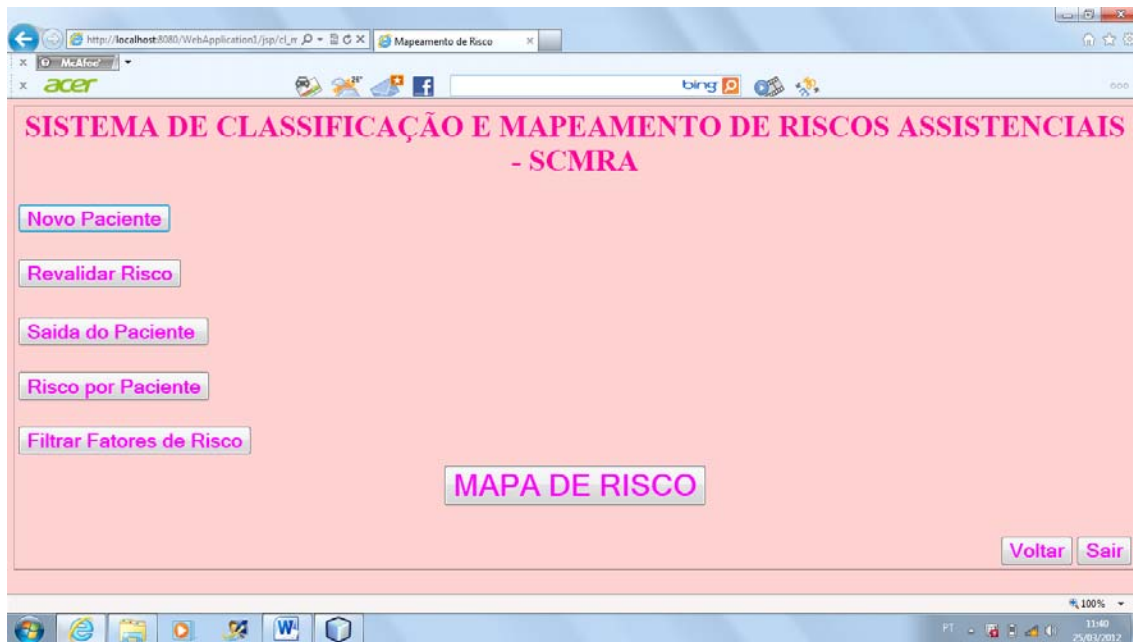 http://localhost:8080/WebApplication1/jsp/cl_m
Mapeamento de Risco
McAfee
acer
28°
bing
SISTEMA DE CLASSIFICAÇÃO E MAPEAMENTO DE RISCOS ASSISTENCIAIS
- SCMRA
Novo Paciente
Revalidar Risco
Saida do Paciente
Risco por Paciente
Filtrar Fatores de Risco
MAPA DE RISCO
Voltar Sair
100%
PT
11:40
25/03/2012